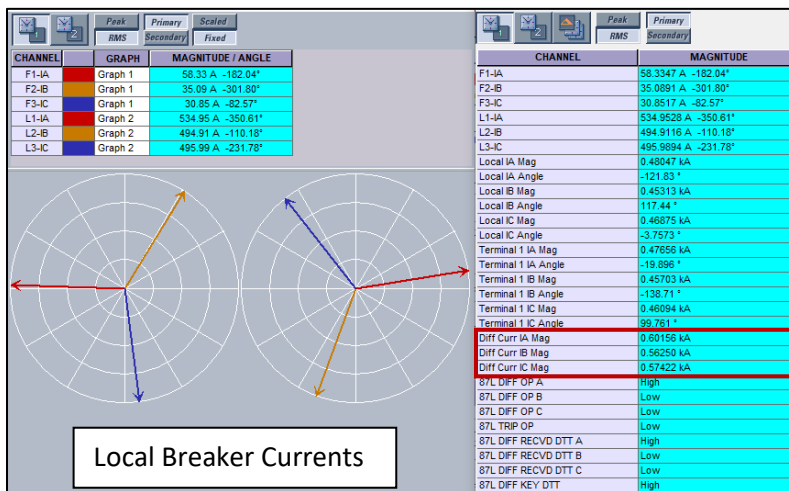 Peak Primary Scaled
RMS Secondary Fixed
CHANNEL GRAPH MAGNITUDE / ANGLE
F1-IA Graph 1 58.33 A -182.04°
F2-IB Graph 1 35.09 A -301.80°
F3-IC Graph 1 30.85 A -82.57°
L1-IA Graph 2 534.95 A -350.61°
L2-IB Graph 2 494.91 A -110.18°
L3-IC Graph 2 495.99 A -231.78°
Local Breaker Currents
Peak Primary
RMS Secondary
CHANNEL MAGNITUDE
F1-IA 58.3347 A -182.04°
F2-IB 35.0891 A -301.80°
F3-IC 30.8517 A -82.57°
L1-IA 534.9528 A -350.61°
L2-IB 494.9116 A -110.18°
L3-IC 495.9894 A -231.78°
Local IA Mag 0.48047 kA
Local IA Angle -121.83 °
Local IB Mag 0.45313 kA
Local IB Angle 117.44 °
Local IC Mag 0.46875 kA
Local IC Angle -3.7573 °
Terminal 1 IA Mag 0.47656 kA
Terminal 1 IA Angle -19.896 °
Terminal 1 IB Mag 0.45703 kA
Terminal 1 IB Angle -138.71 °
Terminal 1 IC Mag 0.46094 kA
Terminal 1 IC Angle 99.761 °
Diff Curr IA Mag 0.60156 kA
Diff Curr IB Mag 0.56250 kA
Diff Curr IC Mag 0.57422 kA
87L DIFF OP A High
87L DIFF OP B Low
87L DIFF OP C Low
87L TRIP OP Low
87L DIFF RECVD DTT A High
87L DIFF RECVD DTT B Low
87L DIFF RECVD DTT C Low
87L DIFF KEY DTT High